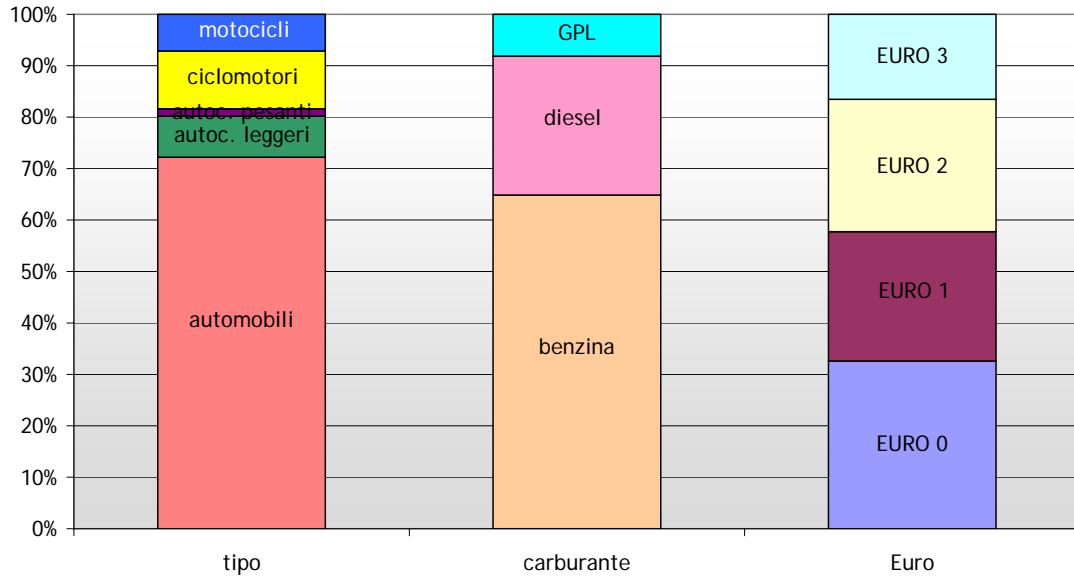 100%
90%
80%
70%
60%
50%
40%
30%
20%
10%
0%
motocicli
ciclomotori
autoc. pesanti
autoc. leggeri
automobili
GPL
diesel
benzina
EURO 3
EURO 2
EURO 1
EURO 0
tipo
carburante
Euro